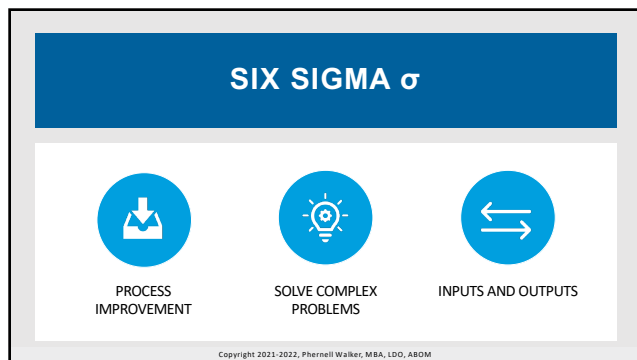 SIX SIGMA σ
PROCESS
IMPROVEMENT
SOLVE COMPLEX
PROBLEMS
INPUTS AND OUTPUTS
Copyright 2021-2022, Phernell Walker, MBA, LDO, ABOM